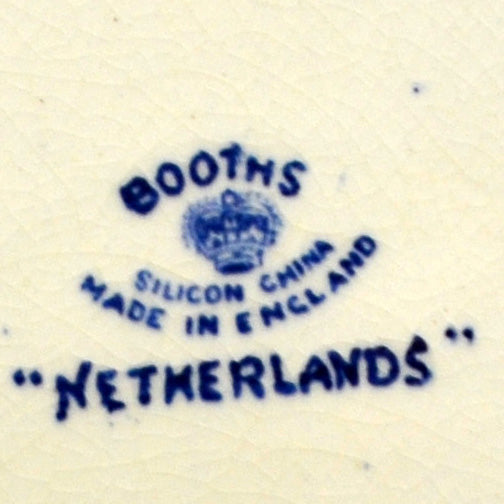 BOOTHS
SILICON CHINA
MADE IN ENGLAND
"NETHERLANDS"